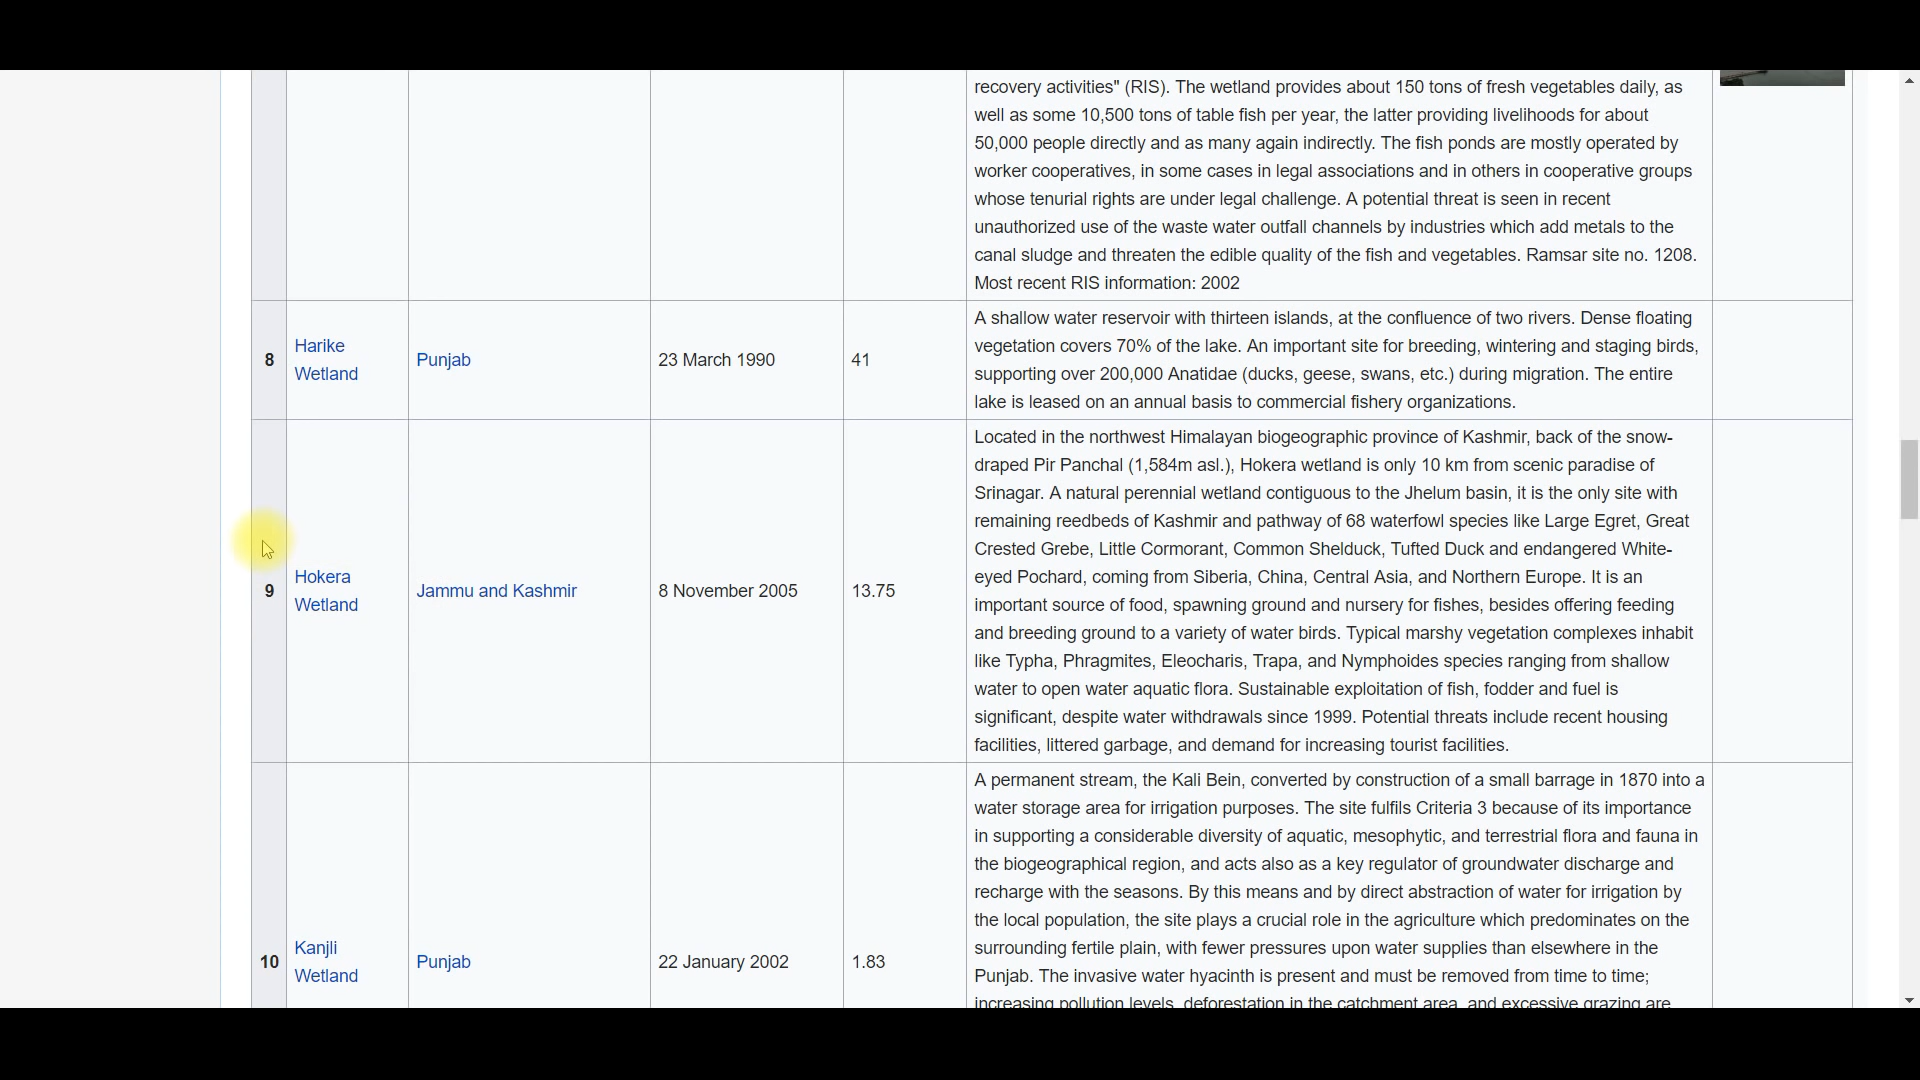 recovery activities" (RIS). The wetland provides about 150 tons of fresh vegetables daily, as
well as some 10,500 tons of table fish per year, the latter providing livelihoods for about
50,000 people directly and as many again indirectly. The fish ponds are mostly operated by
worker cooperatives, in some cases in legal associations and in others in cooperative groups
whose tenurial rights are under legal challenge. A potential threat is seen in recent
unauthorized use of the waste water outfall channels by industries which add metals to the
canal sludge and threaten the edible quality of the fish and vegetables. Ramsar site no. 1208.
Most recent RIS information: 2002
8
Harike
Wetland
Punjab
23 March 1990
41
A shallow water reservoir with thirteen islands, at the confluence of two rivers. Dense floating
vegetation covers 70% of the lake. An important site for breeding, wintering and staging birds,
supporting over 200,000 Anatidae (ducks, geese, swans, etc.) during migration. The entire
lake is leased on an annual basis to commercial fishery organizations.
9
Hokera
Wetland
Jammu and Kashmir
8 November 2005
13.75
Located in the northwest Himalayan biogeographic province of Kashmir, back of the snow-
draped Pir Panchal (1,584m asl.), Hokera wetland is only 10 km from scenic paradise of
Srinagar. A natural perennial wetland contiguous to the Jhelum basin, it is the only site with
remaining reedbeds of Kashmir and pathway of 68 waterfowl species like Large Egret, Great
Crested Grebe, Little Cormorant, Common Shelduck, Tufted Duck and endangered White-
eyed Pochard, coming from Siberia, China, Central Asia, and Northern Europe. It is an
important source of food, spawning ground and nursery for fishes, besides offering feeding
and breeding ground to a variety of water birds. Typical marshy vegetation complexes inhabit
like Typha, Phragmites, Eleocharis, Trapa, and Nymphoides species ranging from shallow
water to open water aquatic flora. Sustainable exploitation of fish, fodder and fuel is
significant, despite water withdrawals since 1999. Potential threats include recent housing
facilities, littered garbage, and demand for increasing tourist facilities.
10
Kanjli
Wetland
Punjab
22 January 2002
1.83
A permanent stream, the Kali Bein, converted by construction of a small barrage in 1870 into a
water storage area for irrigation purposes. The site fulfils Criteria 3 because of its importance
in supporting a considerable diversity of aquatic, mesophytic, and terrestrial flora and fauna in
the biogeographical region, and acts also as a key regulator of groundwater discharge and
recharge with the seasons. By this means and by direct abstraction of water for irrigation by
the local population, the site plays a crucial role in the agriculture which predominates on the
surrounding fertile plain, with fewer pressures upon water supplies than elsewhere in the
Punjab. The invasive water hyacinth is present and must be removed from time to time;
increasing pollution levels, deforestation in the catchment area, and excessive grazing are